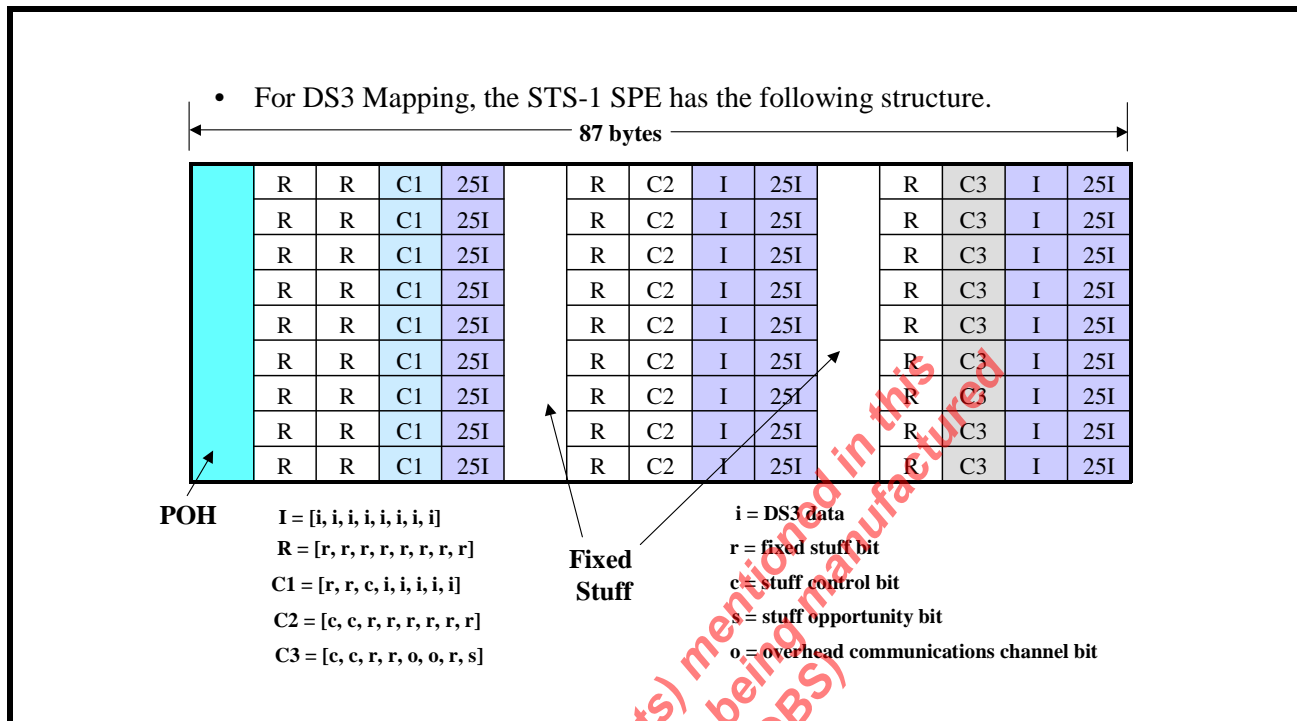 • For DS3 Mapping, the STS-1 SPE has the following structure.
87 bytes
R R C1 25I R C2 I 25I R C3 I 25I
R R C1 25I R C2 I 25I R C3 I 25I
R R C1 25I R C2 I 25I R C3 I 25I
R R C1 25I R C2 I 25I R C3 I 25I
R R C1 25I R C2 I 25I R C3 I 25I
R R C1 25I R C2 I 25I R C3 I 25I
R R C1 25I R C2 I 25I R C3 I 25I
R R C1 25I R C2 I 25I R C3 I 25I
R R C1 25I R C2 I 25I R C3 I 25I
POH
I = [i, i, i, i, i, i, i, i]
R = [r, r, r, r, r, r, r, r]
C1 = [r, r, c, i, i, i, i, i]
C2 = [c, c, r, r, r, r, r, r]
C3 = [c, c, r, r, o, o, r, s]
Fixed
Stuff
i = DS3 data
r = fixed stuff bit
c = stuff control bit
s = stuff opportunity bit
o = overhead communications channel bit
ts) mentioned in this
being manufactured
OBS)